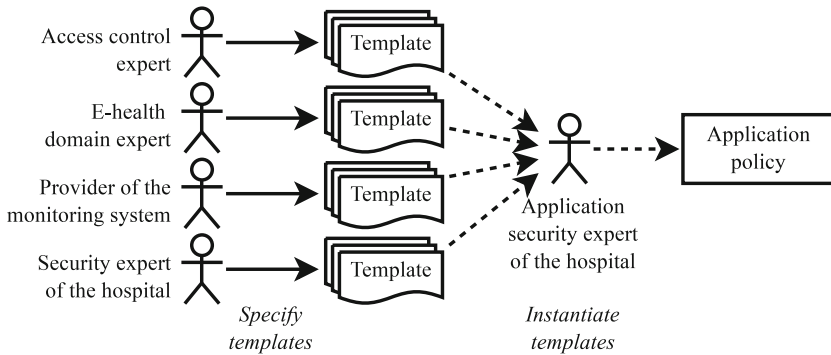 Access control
expert
Template
E-health
domain expert
Template
Provider of the
monitoring system
Template
Security expert
of the hospital
Template
Application
security expert
of the hospital
Application
policy
Specify
templates
Instantiate
templates